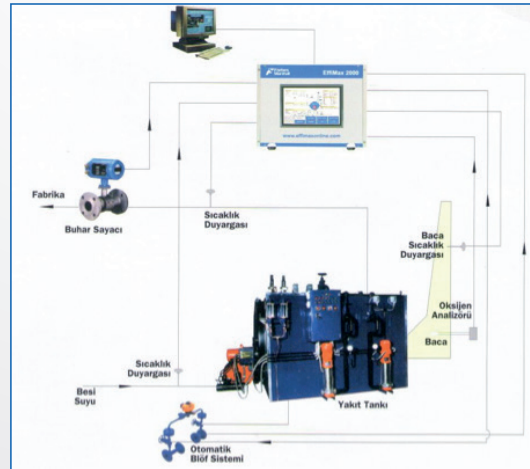 EffiMax 2000
www.effimaxonline.com
Fabrika
Buhar Sayacı
Sıcaklık
Duyargası
Baca
Sıcaklık
Duyargası
Oksijen
Analizörü
Baca
Sıcaklık
Duyargası
Besi
Suyu
Yakıt Tankı
Otomatik
Blöf Sistemi